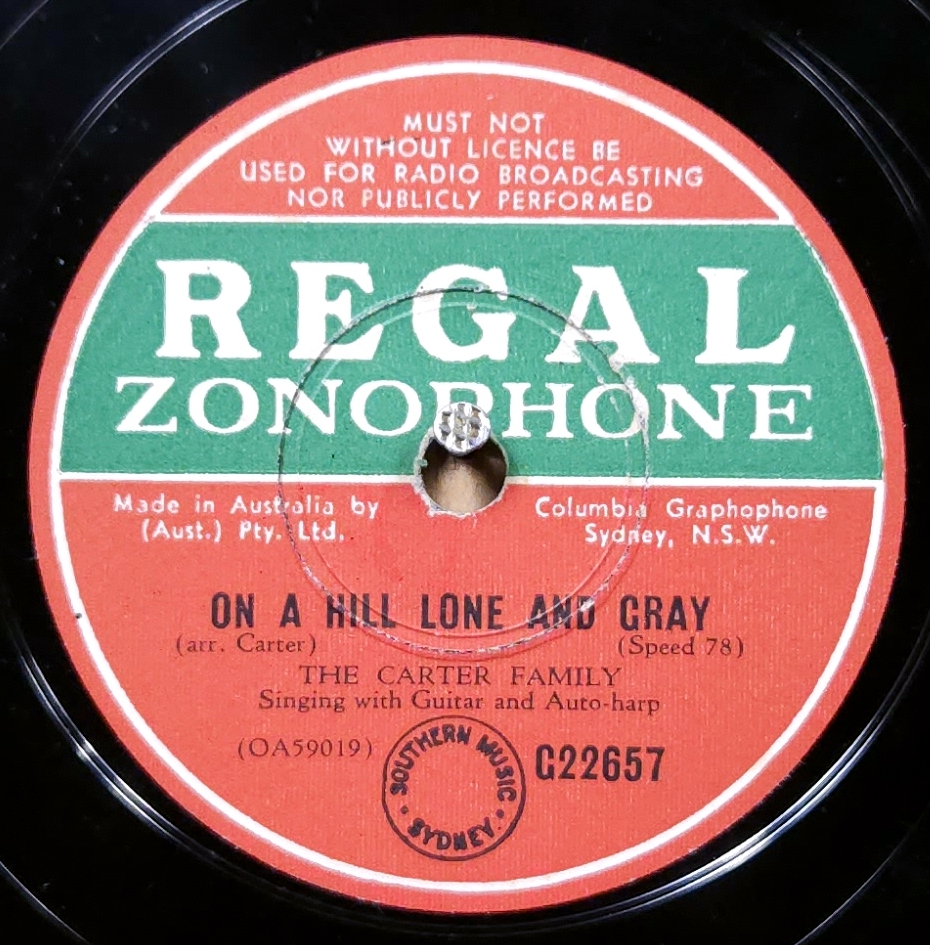 MUST NOT
WITHOUT LICENCE BE
USED FOR RADIO BROADCASTING
NOR PUBLICLY PERFORMED
REGAL
ZONOPHONE
Made in Australia by Columbia Graphophone
(Aust.) Pty. Ltd. Sydney, N.S.W.
ON A HILL LONE AND GRAY
(arr. Carter) (Speed 78)
THE CARTER FAMILY
Singing with Guitar and Auto-harp
(OA59019) G22657
SOUTHERN MUSIC
· SYDNEY ·